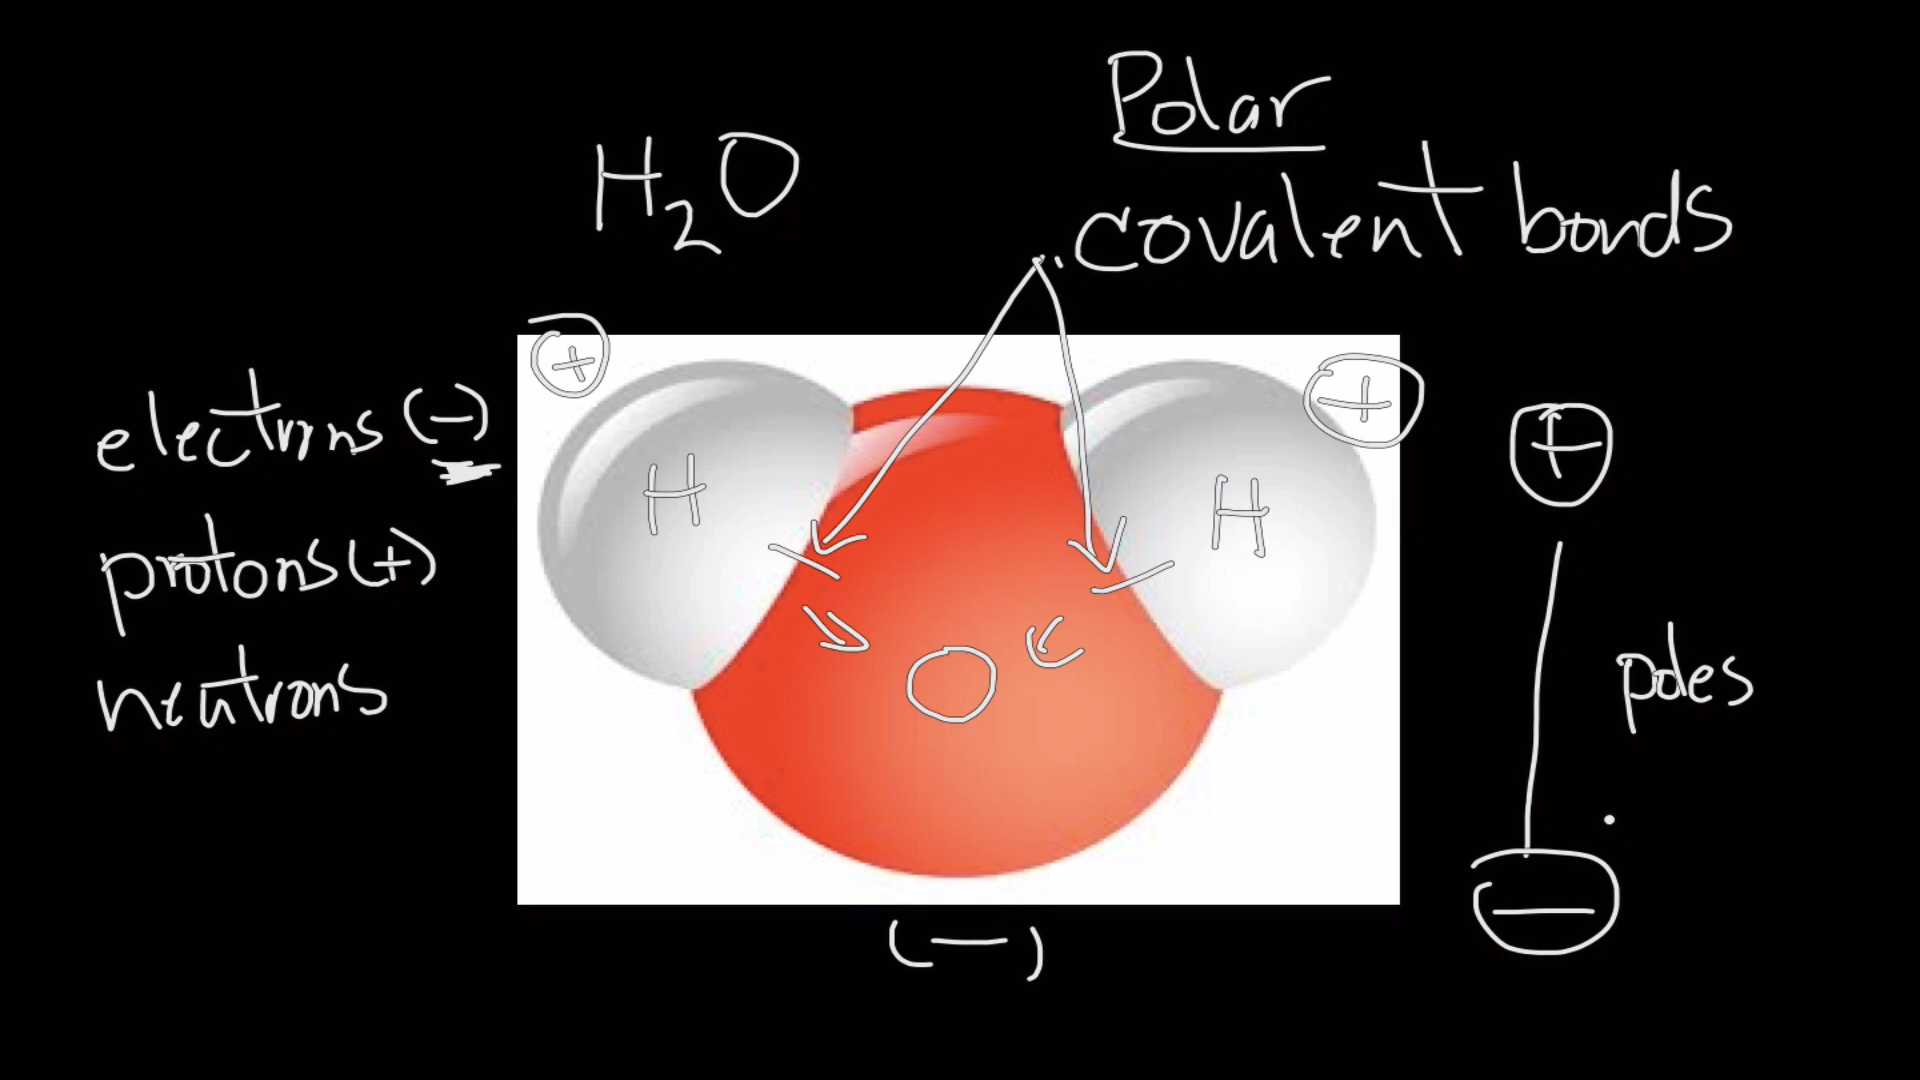 Polar
H₂O
covalent bonds
+
+
electrons (-)
+
H
H
protons (+)
O
poles
neutrons
-
(-)